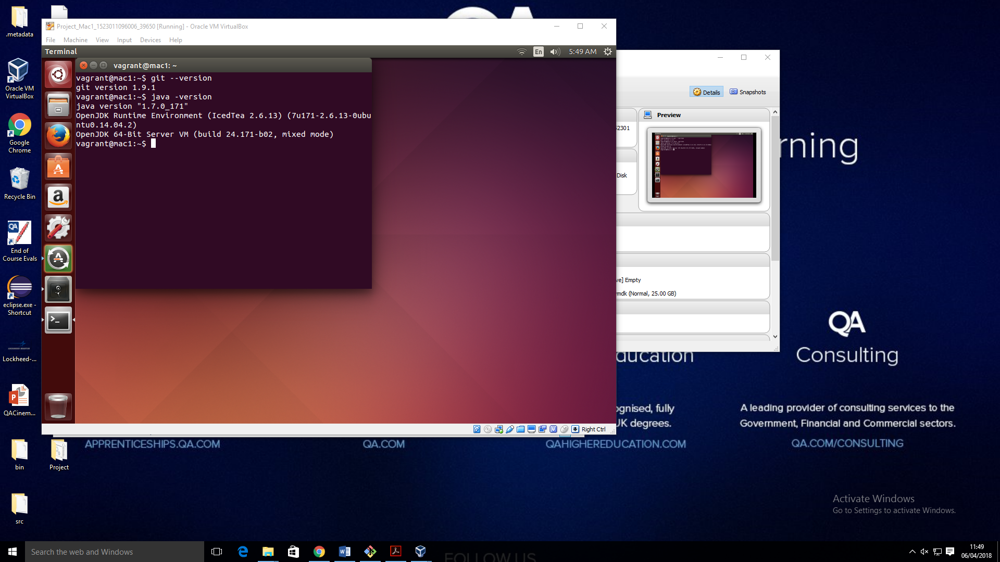 .metadata
Oracle VM
VirtualBox
Google
Chrome
Recycle Bin
End of
Course Evals
eclipse.exe -
Shortcut
Lockheed-...
QACinem...
bin
Project
src
Project_Mac1_1523011096006_39650 [Running] - Oracle VM VirtualBox
File Machine View Input Devices Help
Terminal
En
5:49 AM
vagrant@mac1: ~
vagrant@mac1:~$ git --version
git version 1.9.1
vagrant@mac1:~$ java -version
java version "1.7.0_171"
OpenJDK Runtime Environment (IcedTea 2.6.13) (7u171-2.6.13-0ubu
ntu0.14.04.2)
OpenJDK 64-Bit Server VM (build 24.171-b02, mixed mode)
vagrant@mac1:~$
Right Ctrl
Details
Snapshots
Preview
52301
Disk
ve] Empty
mdk (Normal, 25.00 GB)
rning
QA
Consulting
ducation
ognised, fully
UK degrees.
A leading provider of consulting services to the
Government, Financial and Commercial sectors.
APPRENTICESHIPS.QA.COM
QA.COM
QAHIGHEREDUCATION.COM
QA.COM/CONSULTING
Activate Windows
Go to Settings to activate Windows.
FOLLOW US
Search the web and Windows
11:49
06/04/2018